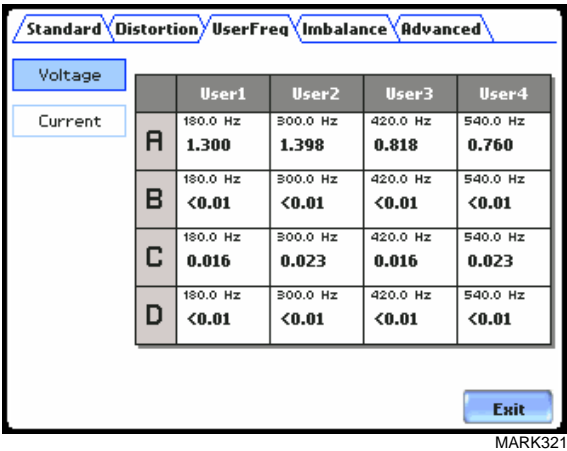 Standard Distortion UserFreq Imbalance Advanced
Voltage
Current
User1 User2 User3 User4
180.0 Hz 300.0 Hz 420.0 Hz 540.0 Hz
A 1.300 1.398 0.818 0.760
180.0 Hz 300.0 Hz 420.0 Hz 540.0 Hz
B <0.01 <0.01 <0.01 <0.01
180.0 Hz 300.0 Hz 420.0 Hz 540.0 Hz
C 0.016 0.023 0.016 0.023
180.0 Hz 300.0 Hz 420.0 Hz 540.0 Hz
D <0.01 <0.01 <0.01 <0.01
Exit
MARK321